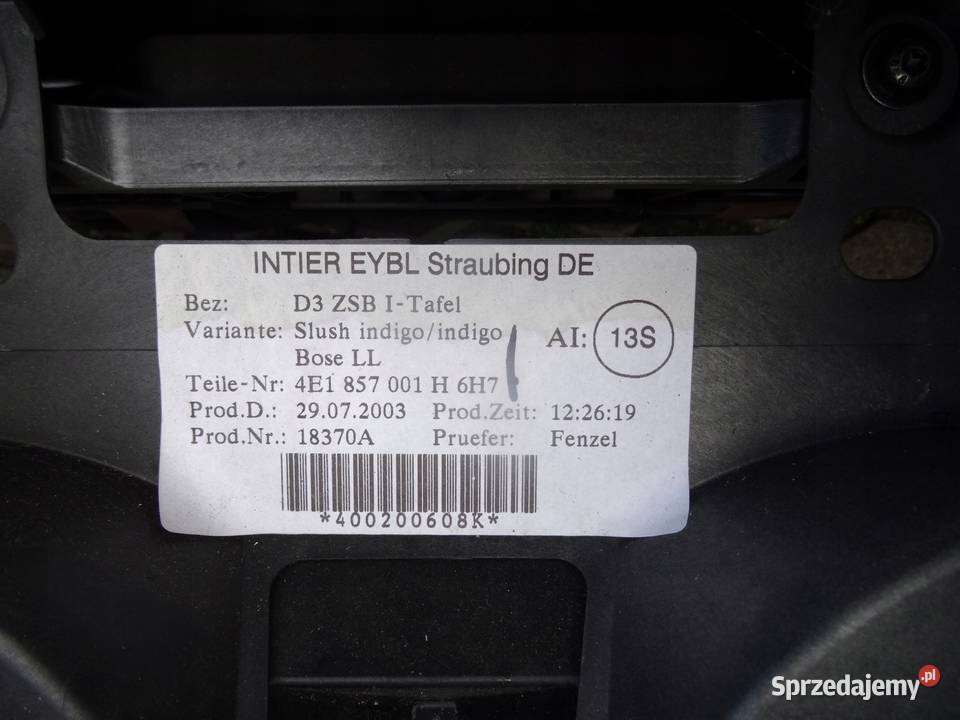 INTIER EYBL Straubing DE
Bez: D3 ZSB I-Tafel
Variante: Slush indigo/indigo
Bose LL
AI: 13S
Teile-Nr: 4E1 857 001 H 6H7
Prod.D.: 29.07.2003 Prod.Zeit: 12:26:19
Prod.Nr.: 18370A Pruefer: Fenzel
*400200608K*
Sprzedajemy.pl